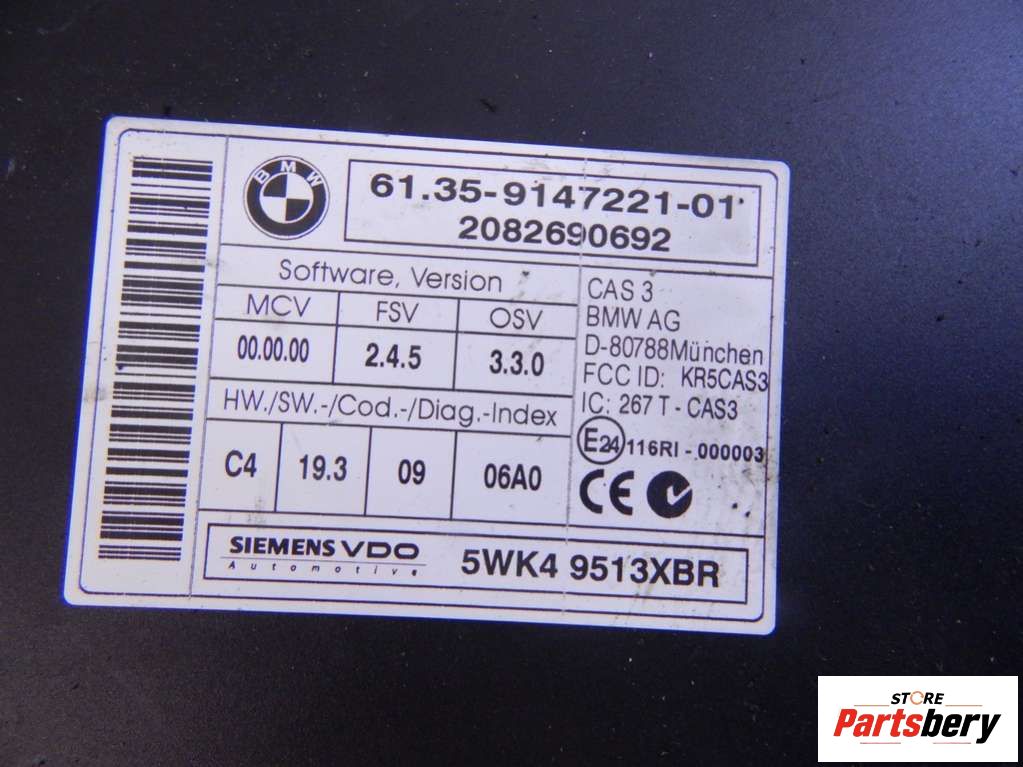 BMW
61.35-9147221-01
2082690692
Software, Version
MCV FSV OSV
00.00.00 2.4.5 3.3.0
HW./SW.-/Cod.-/Diag.-Index
C4 19.3 09 06A0
CAS 3
BMW AG
D-80788München
FCC ID: KR5CAS3
IC: 267 T - CAS3
E24 116RI - 000003
CE
SIEMENS VDO
Automotive
5WK4 9513XBR
STORE
Partsbery